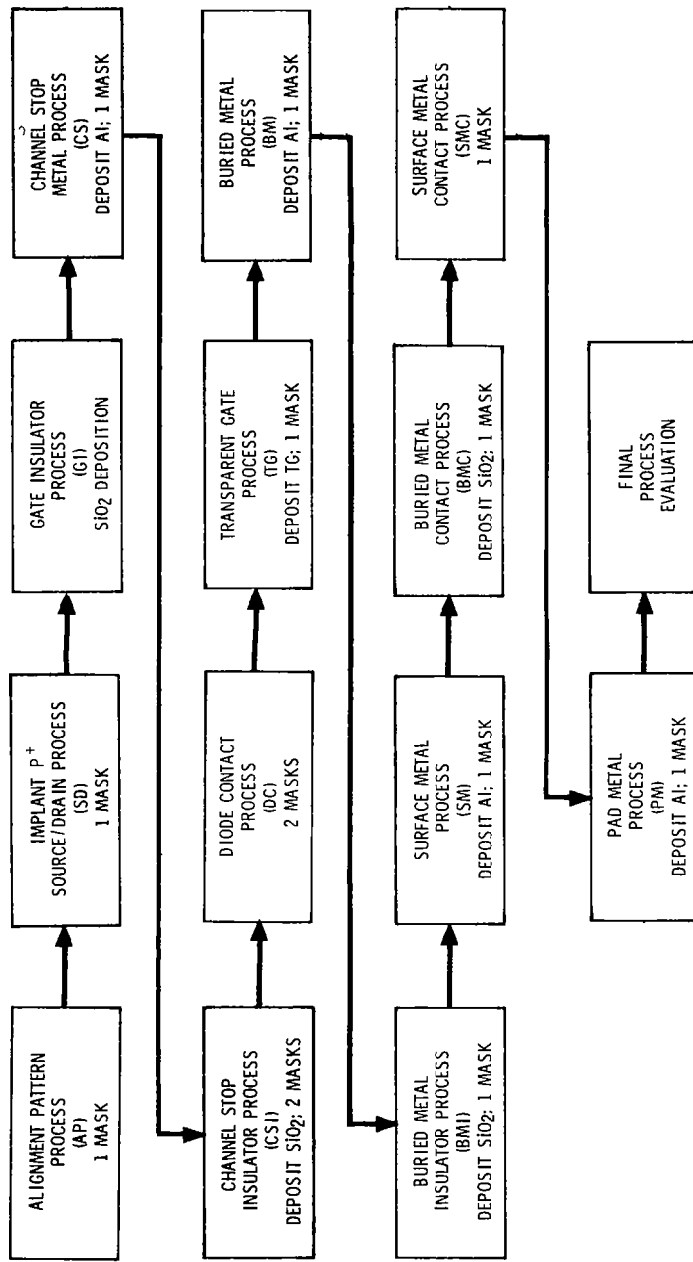 ALIGNMENT PATTERN
PROCESS
(AP)
1 MASK
IMPLANT P+
SOURCE/DRAIN PROCESS
(SD)
1 MASK
GATE INSULATOR
PROCESS
(GI)
SiO2 DEPOSITION
CHANNEL STOP
METAL PROCESS
(CS)
DEPOSIT Al; 1 MASK
CHANNEL STOP
INSULATOR PROCESS
(CSI)
DEPOSIT SiO2; 2 MASKS
DIODE CONTACT
PROCESS
(DC)
2 MASKS
TRANSPARENT GATE
PROCESS
(TG)
DEPOSIT TG; 1 MASK
BURIED METAL
PROCESS
(BM)
DEPOSIT Al; 1 MASK
BURIED METAL
INSULATOR PROCESS
(BMI)
DEPOSIT SiO2; 1 MASK
SURFACE METAL
PROCESS
(SM)
DEPOSIT Al; 1 MASK
BURIED METAL
CONTACT PROCESS
(BMC)
DEPOSIT SiO2; 1 MASK
SURFACE METAL
CONTACT PROCESS
(SMC)
1 MASK
PAD METAL
PROCESS
(PM)
DEPOSIT Al; 1 MASK
FINAL
PROCESS
EVALUATION